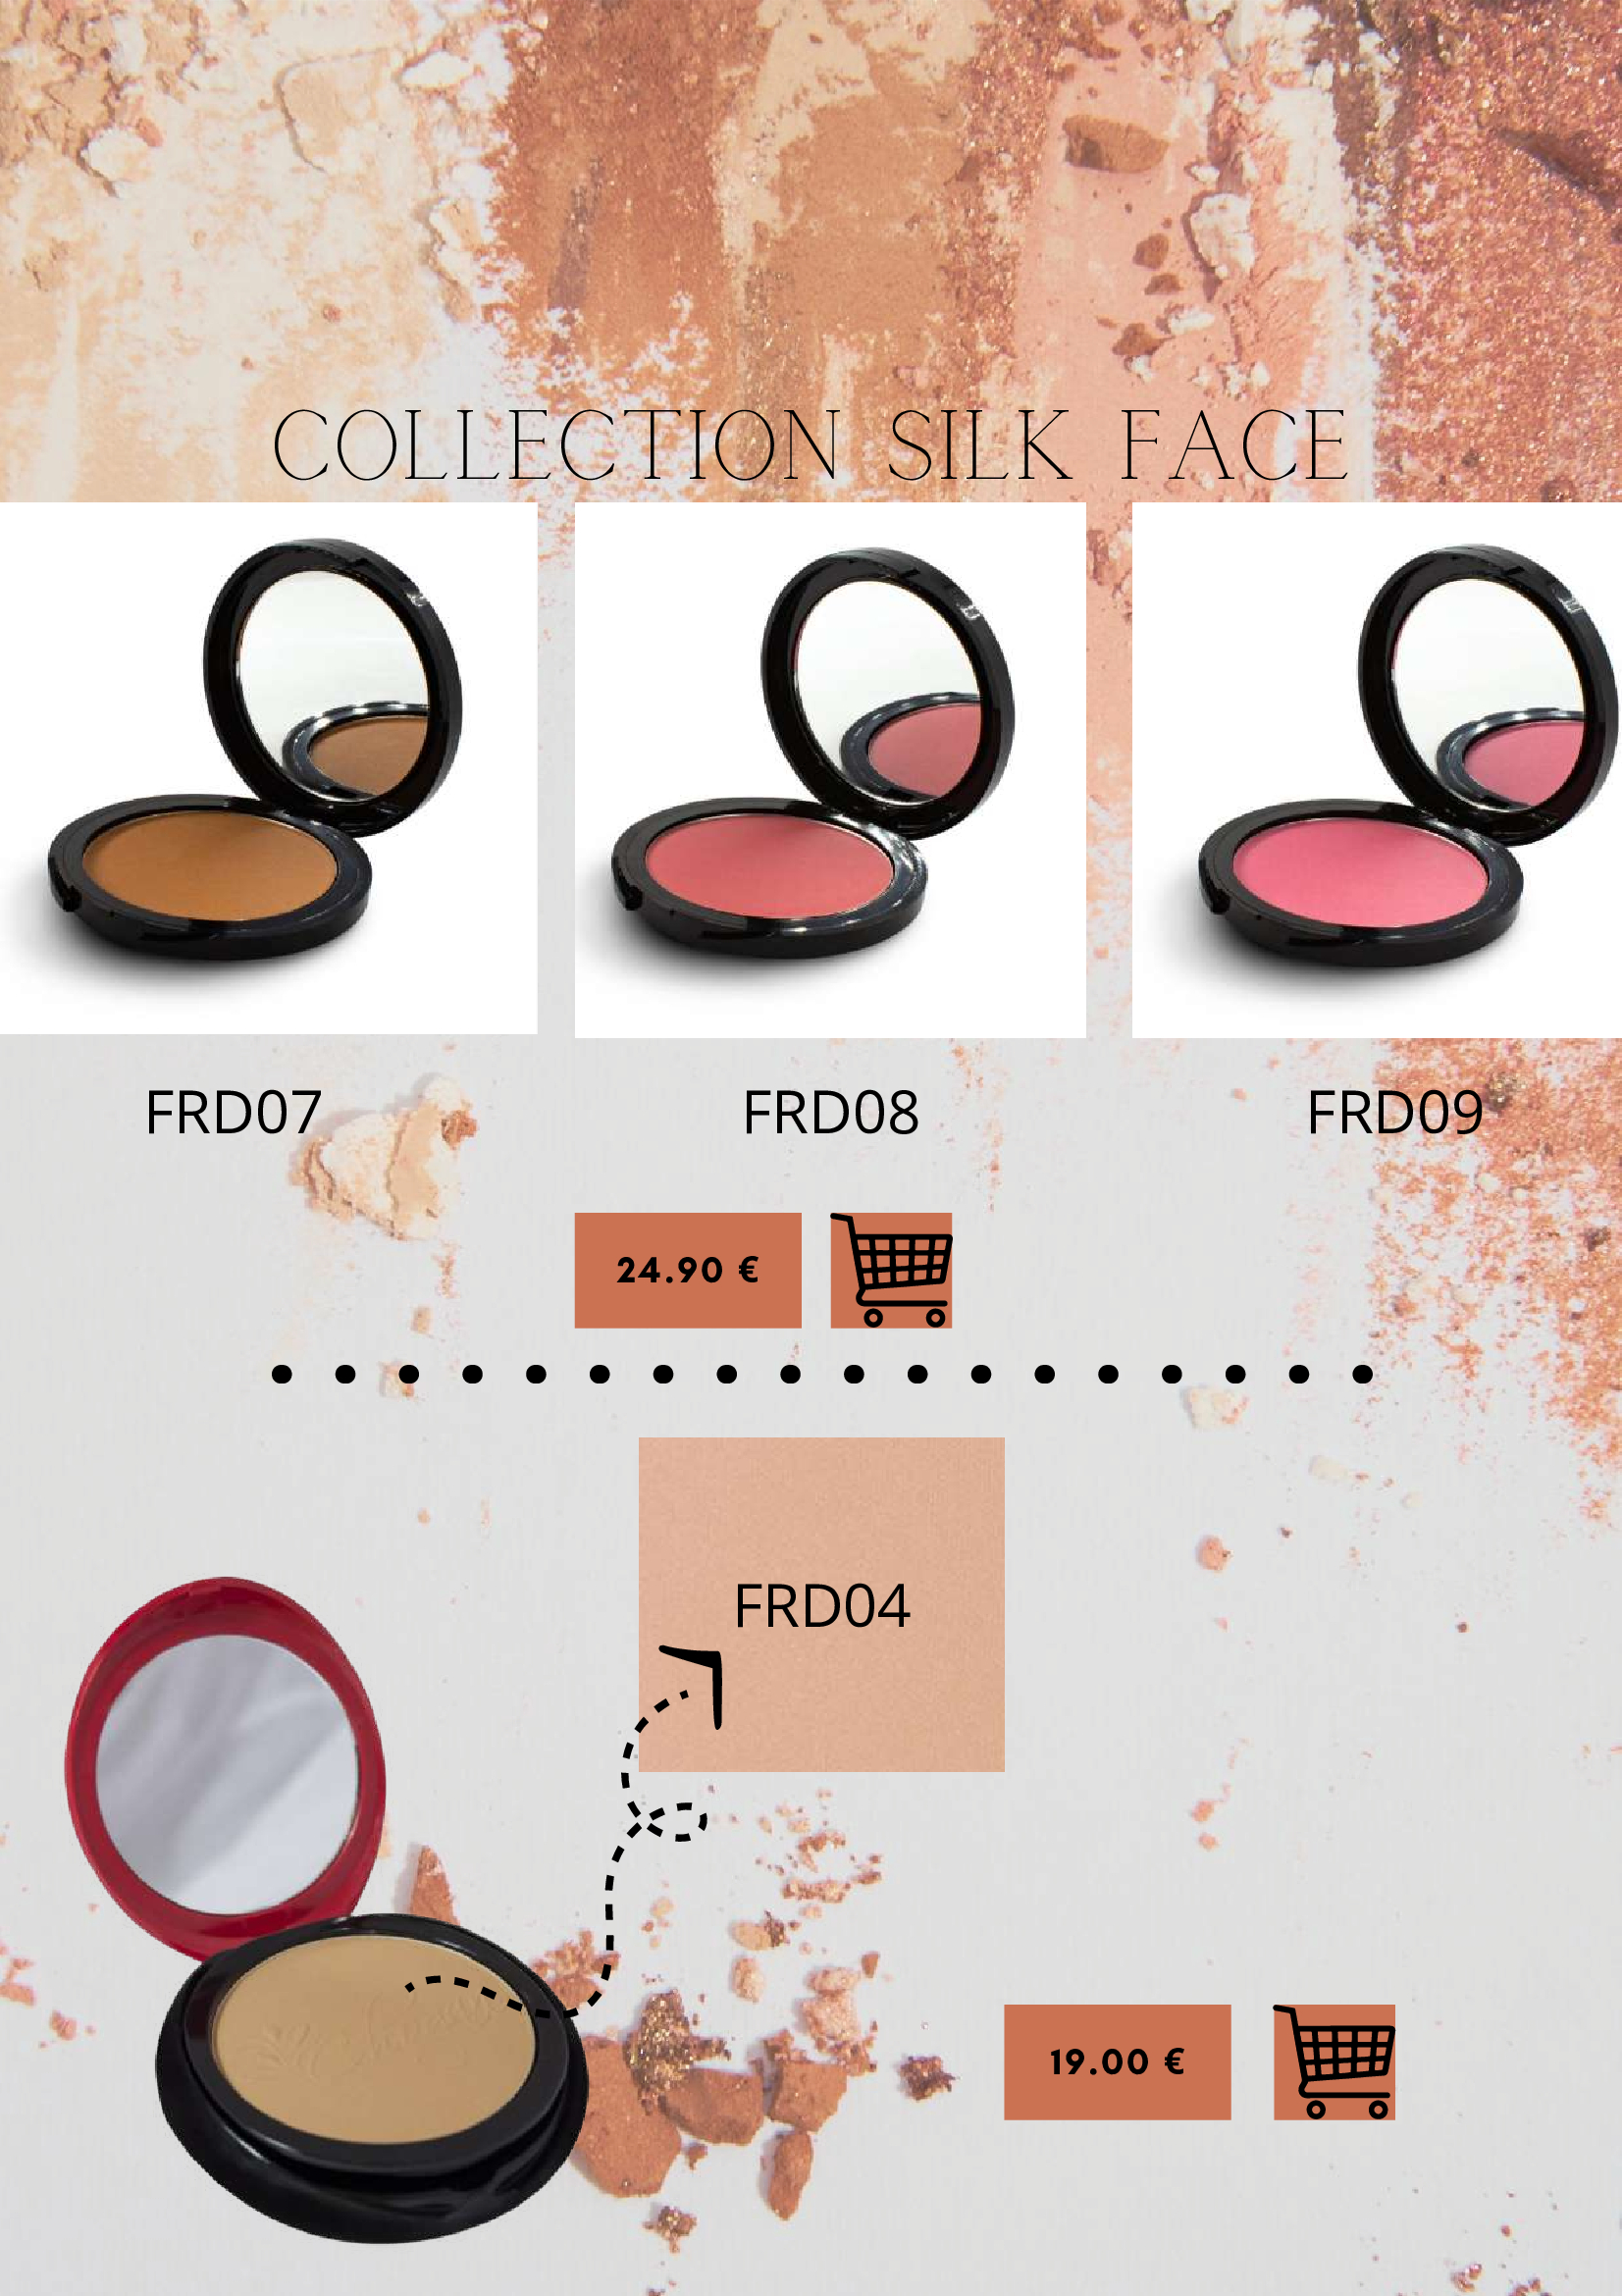 COLLECTION SILK FACE
FRD07
FRD08
FRD09
24.90 €
FRD04
19.00 €